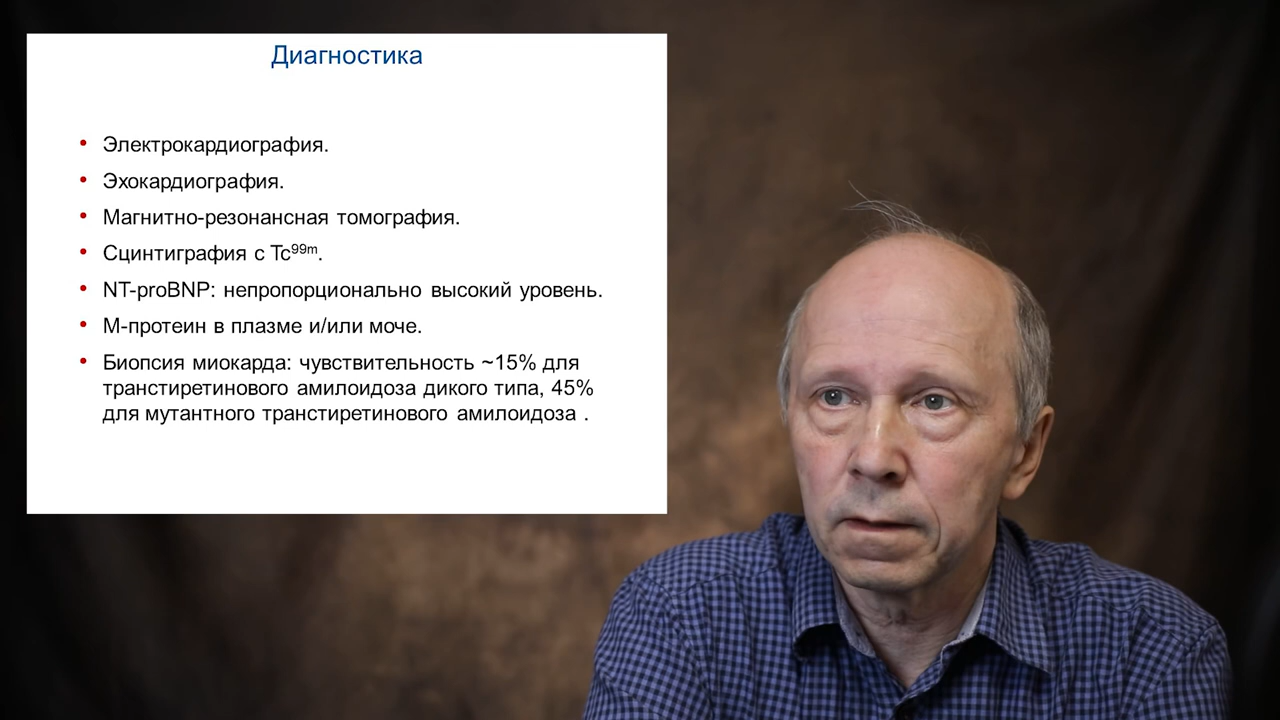 Диагностика
Электрокардиография.
Эхокардиография.
Магнитно-резонансная томография.
Сцинтиграфия с Tc⁹⁹ᵐ.
NT-proBNP: непропорционально высокий уровень.
М-протеин в плазме и/или моче.
Биопсия миокарда: чувствительность ~15% для
транстиретинового амилоидоза дикого типа, 45%
для мутантного транстиретинового амилоидоза .